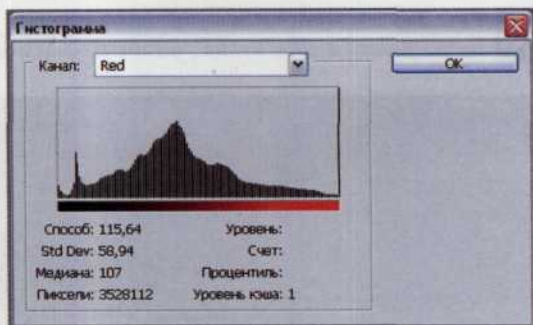 Гистограмма
Канал: Red OK
Способ: 115,64 Уровень:
Std Dev: 58,94 Счет:
Медиана: 107 Процентиль:
Пиксели: 3528112 Уровень кэша: 1